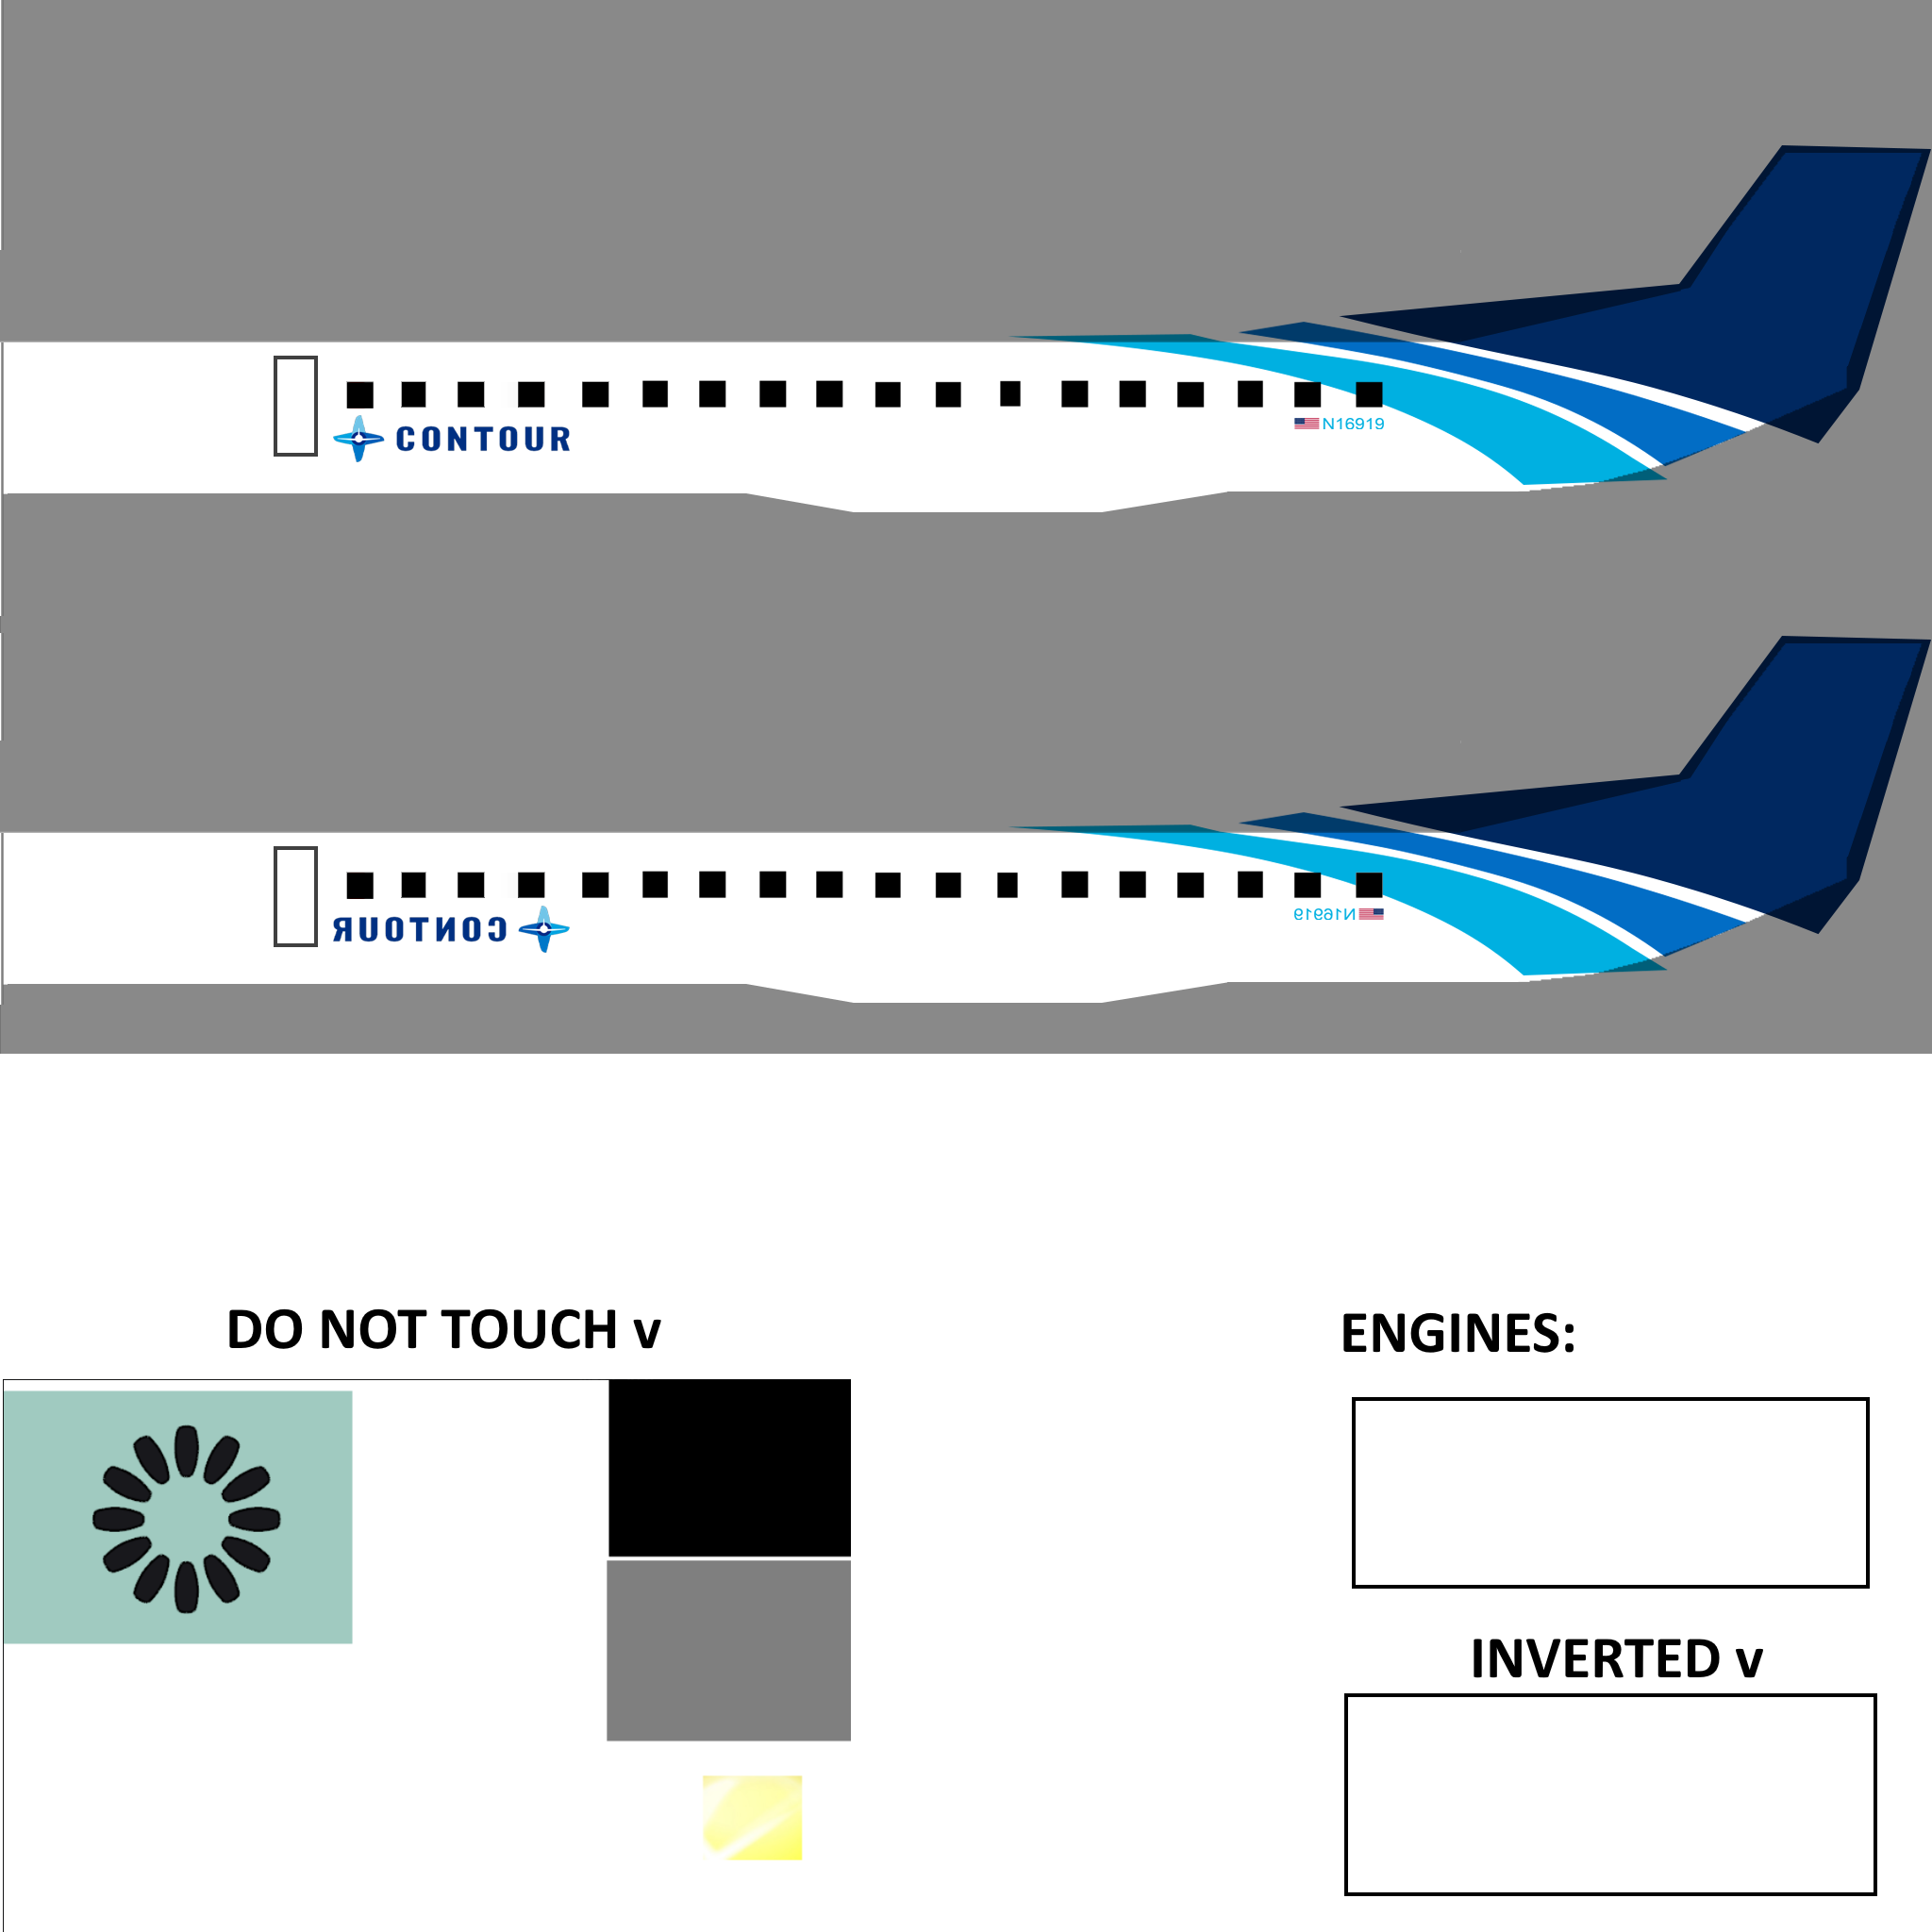 CONTOUR
N16919
CONTOUR
N16919
DO NOT TOUCH v
ENGINES:
INVERTED v